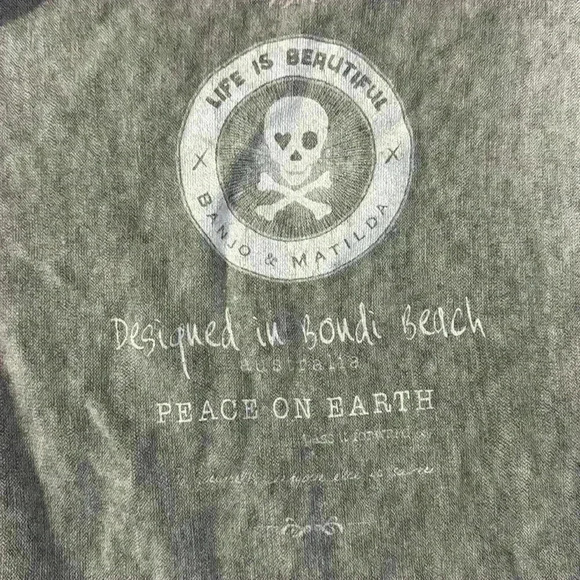 LIFE IS BEAUTIFUL
X X
BANJO & MATILDA
Designed in Bondi Beach
australia
PEACE ON EARTH